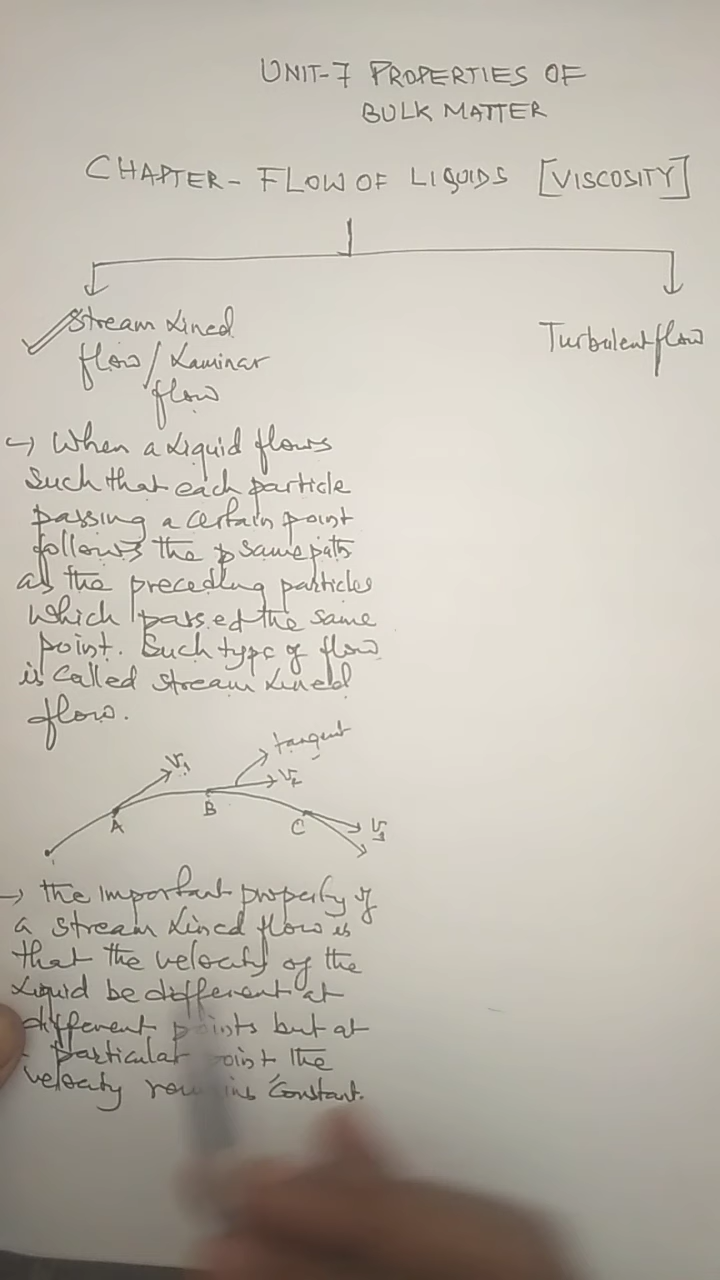 UNIT-7 PROPERTIES OF
BULK MATTER
CHAPTER- FLOW OF LIQUIDS [VISCOSITY]
Stream Lined
flow/Laminar
flow
Turbulent flow
→ When a Liquid flows
Such that each particle
passing a certain point
follows the same path
as the preceding particles
which passed the same
point. Such type of flow
is called stream Lined
flow.
tangent
V1
V2
A
B
C
V3
→ the important property of
a stream Lined flow is
that the velocity of the
Liquid be different at
different points but at
particular point the
velocity remains constant.